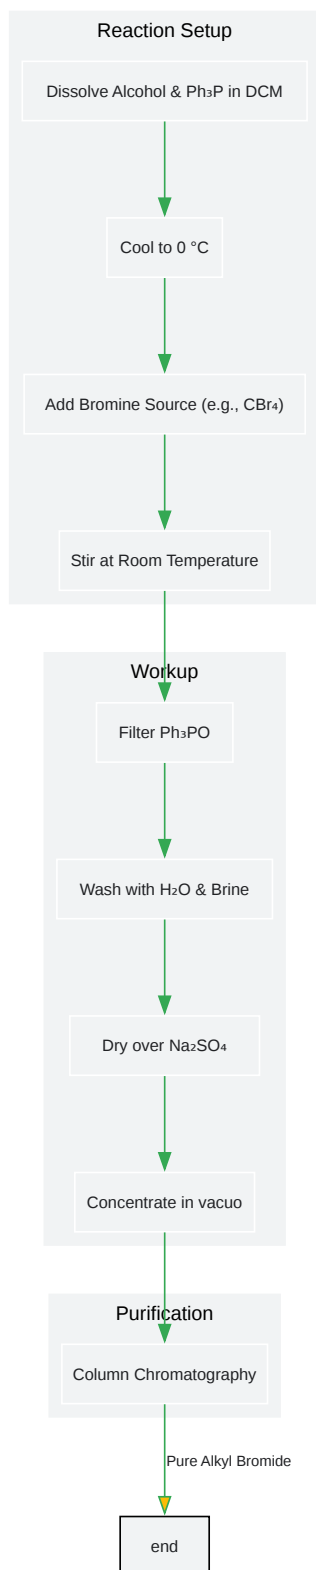 Reaction Setup
Dissolve Alcohol & Ph₃P in DCM
Cool to 0 °C
Add Bromine Source (e.g., CBr₄)
Stir at Room Temperature
Workup
Filter Ph₃PO
Wash with H₂O & Brine
Dry over Na₂SO₄
Concentrate in vacuo
Purification
Column Chromatography
Pure Alkyl Bromide
end